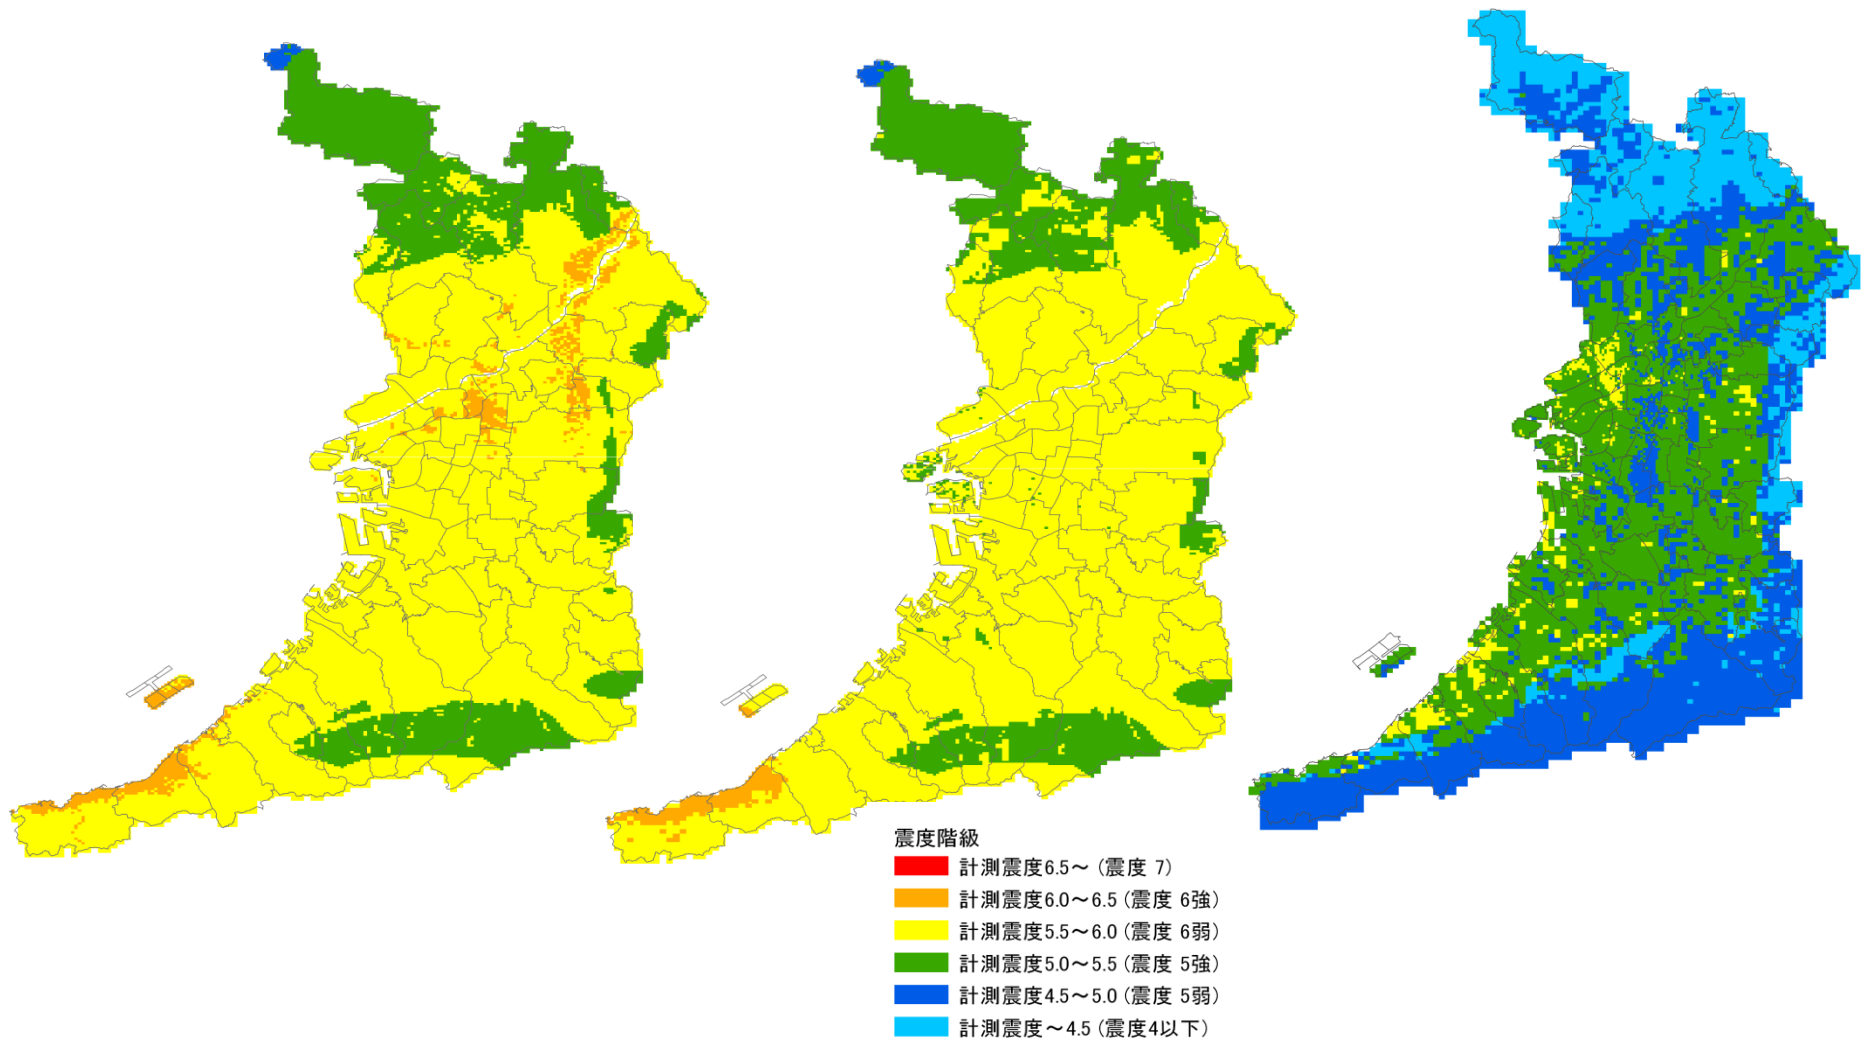 震度階級
計測震度6.5～ (震度 7)
計測震度6.0～6.5 (震度 6強)
計測震度5.5～6.0 (震度 6弱)
計測震度5.0～5.5 (震度 5強)
計測震度4.5～5.0 (震度 5弱)
計測震度～4.5 (震度4以下)